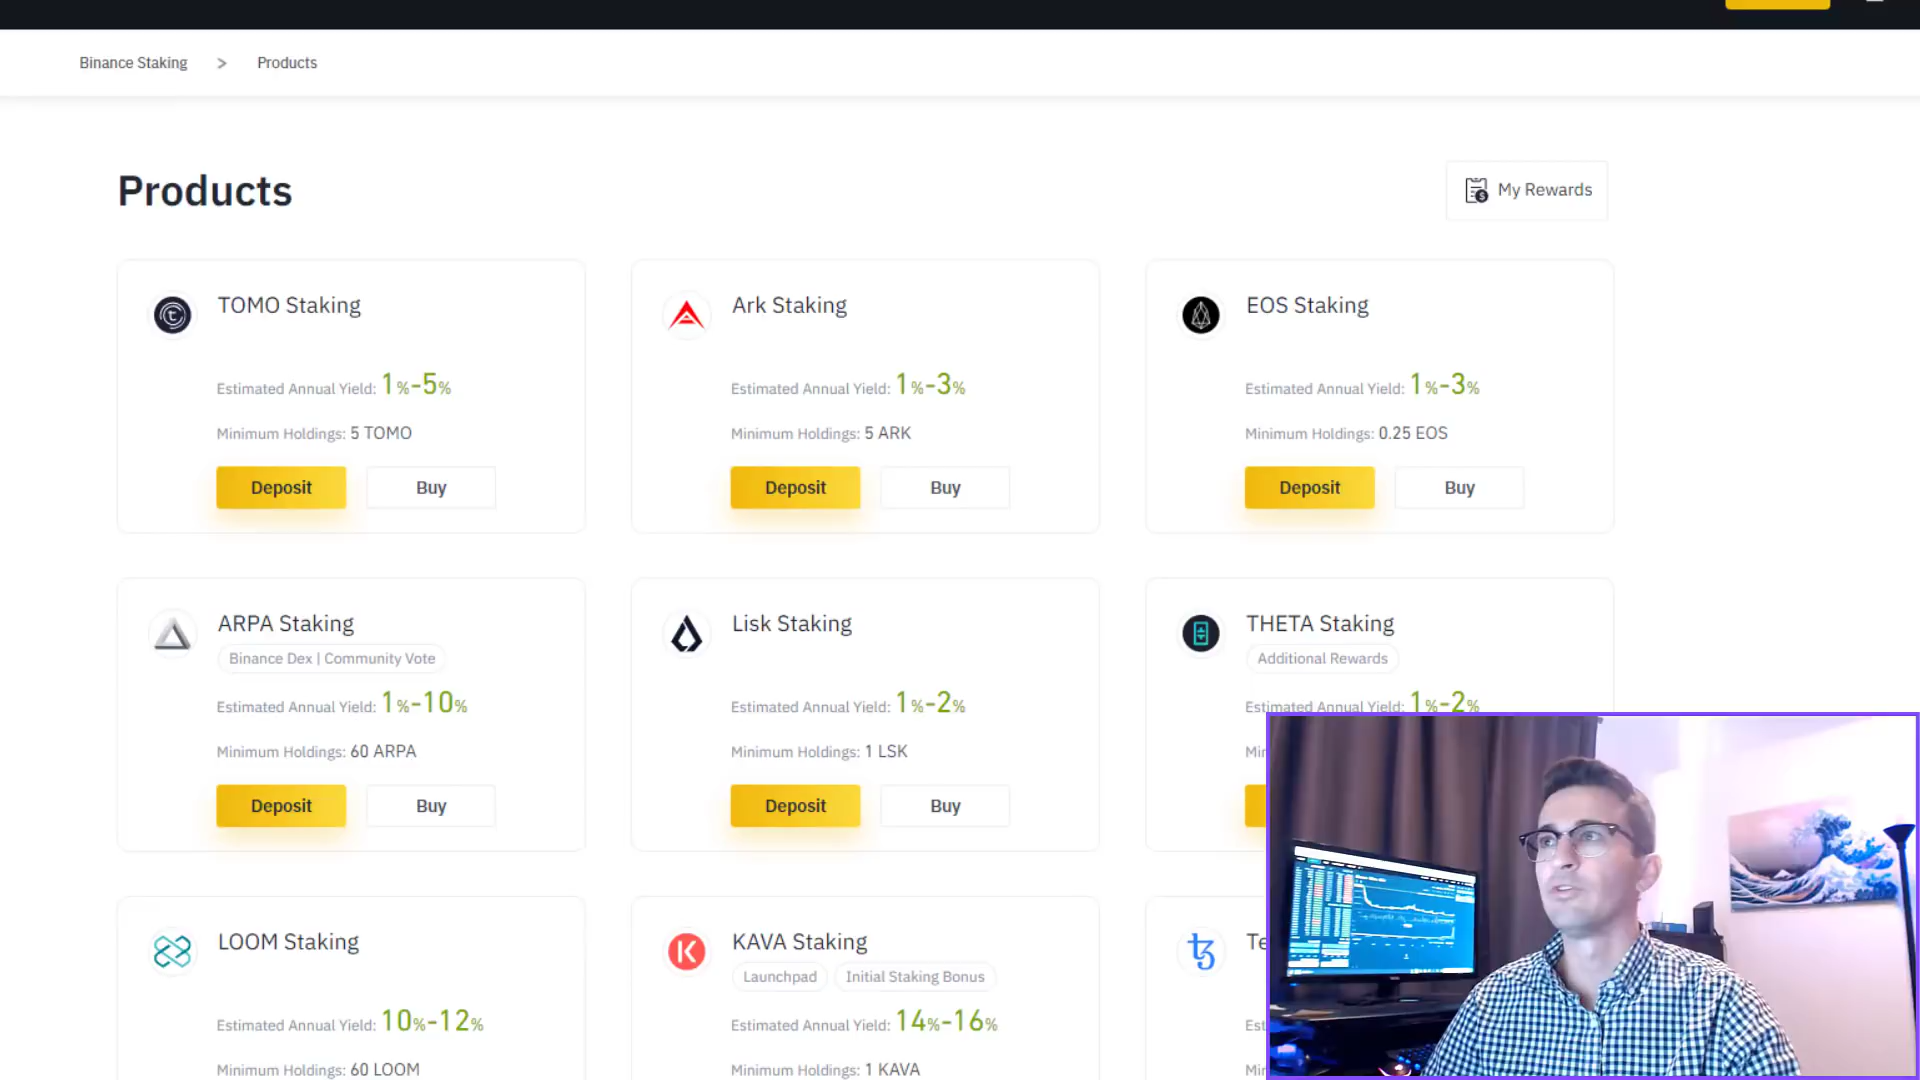 Binance Staking > Products
Products
My Rewards
TOMO Staking
Estimated Annual Yield: 1%-5%
Minimum Holdings: 5 TOMO
Deposit Buy
Ark Staking
Estimated Annual Yield: 1%-3%
Minimum Holdings: 5 ARK
Deposit Buy
EOS Staking
Estimated Annual Yield: 1%-3%
Minimum Holdings: 0.25 EOS
Deposit Buy
ARPA Staking
Binance Dex | Community Vote
Estimated Annual Yield: 1%-10%
Minimum Holdings: 60 ARPA
Deposit Buy
Lisk Staking
Estimated Annual Yield: 1%-2%
Minimum Holdings: 1 LSK
Deposit Buy
THETA Staking
Additional Rewards
Estimated Annual Yield: 1%-2%
LOOM Staking
Estimated Annual Yield: 10%-12%
Minimum Holdings: 60 LOOM
KAVA Staking
Launchpad Initial Staking Bonus
Estimated Annual Yield: 14%-16%
Minimum Holdings: 1 KAVA